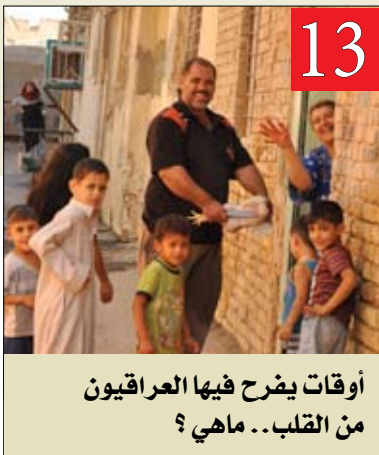 13
أوقات يفرح فيها العراقيون
من القلب.. ماهي ؟